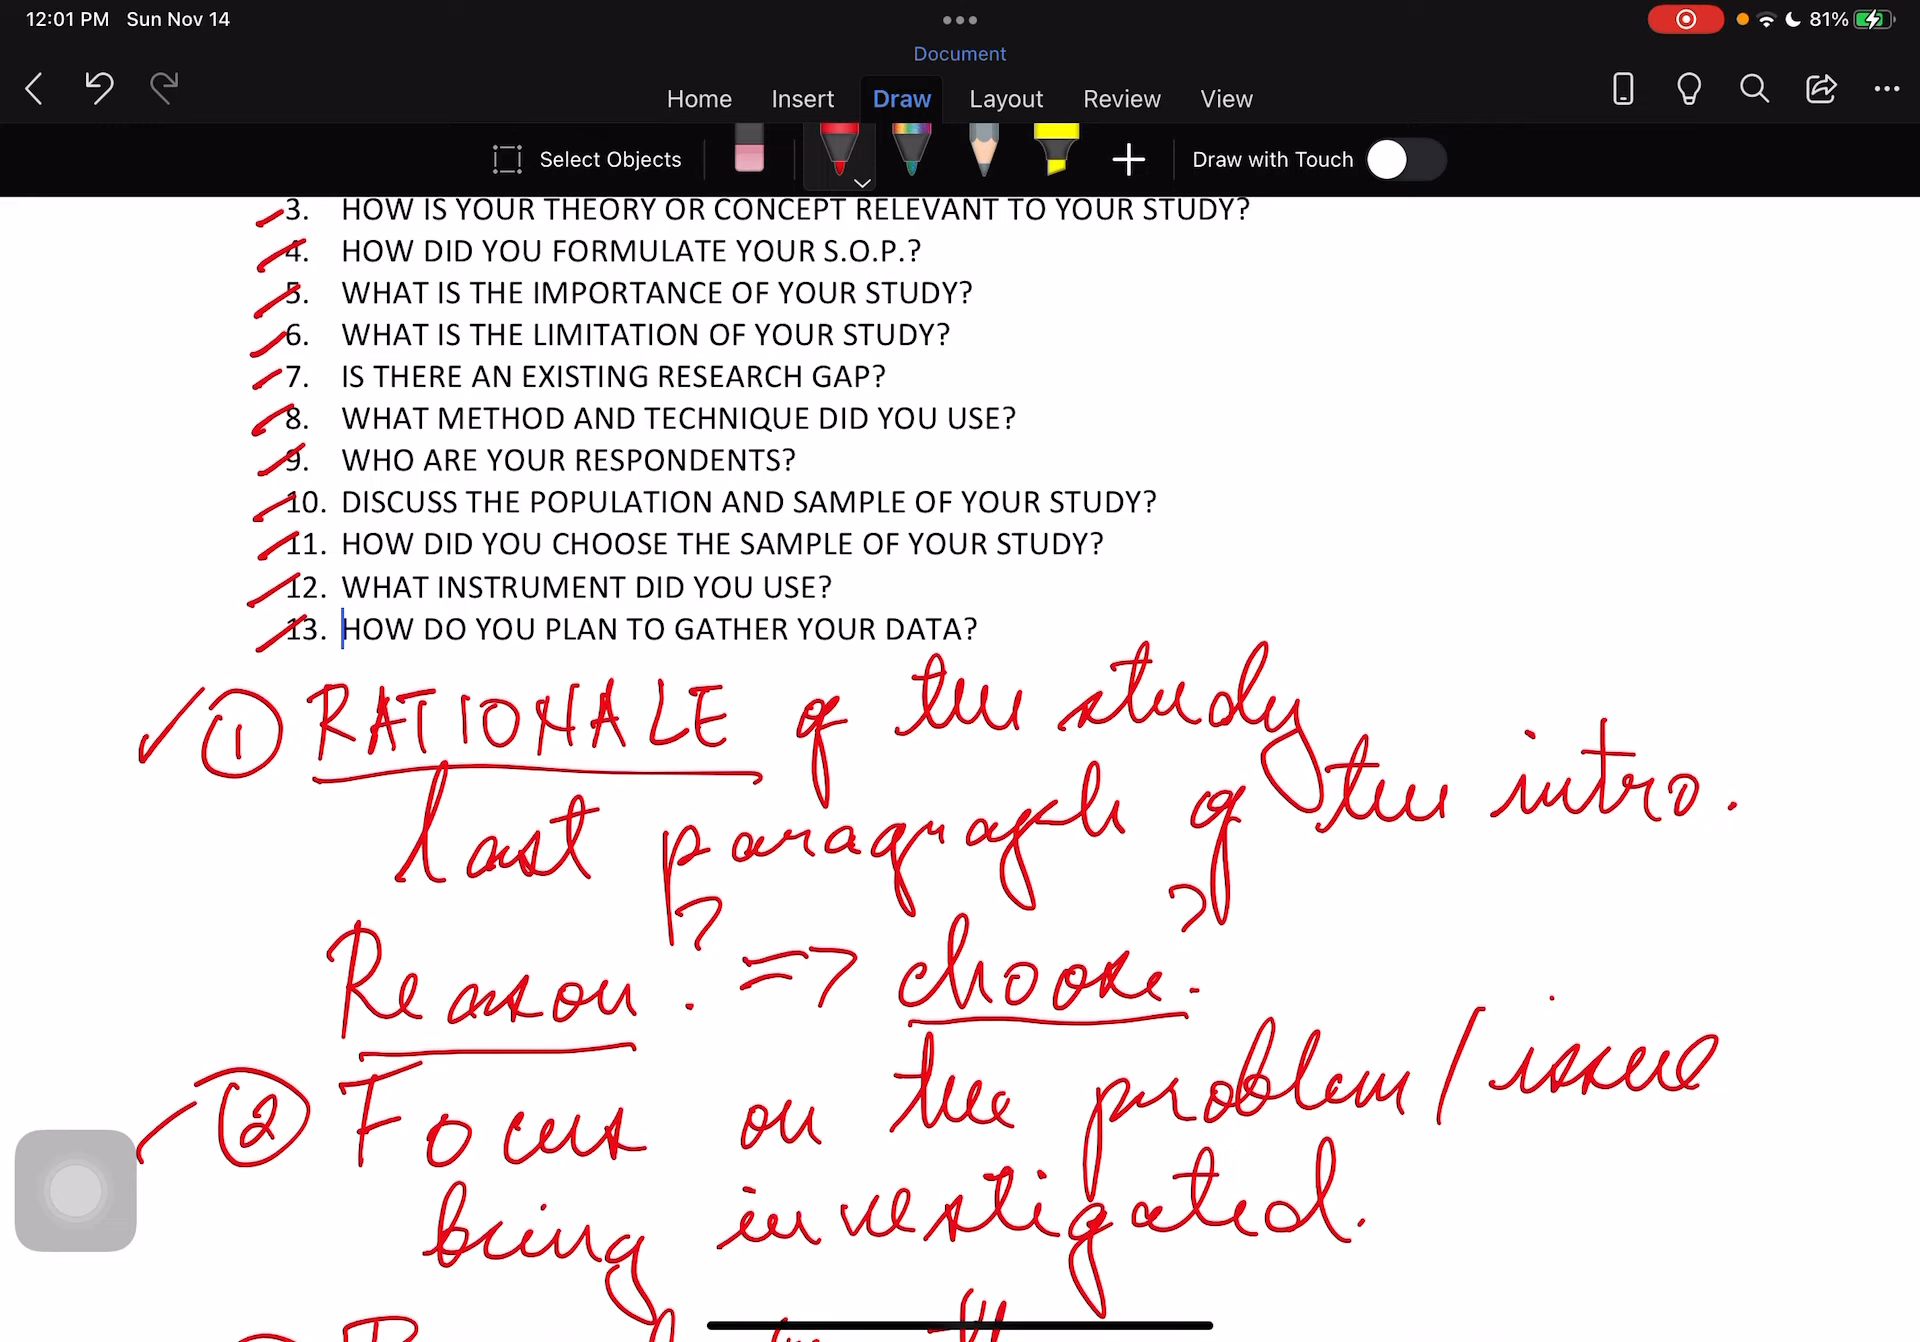 12:01 PM Sun Nov 14
81%
Document
Home Insert Draw Layout Review View
Select Objects
Draw with Touch
3. HOW IS YOUR THEORY OR CONCEPT RELEVANT TO YOUR STUDY?
4. HOW DID YOU FORMULATE YOUR S.O.P.?
5. WHAT IS THE IMPORTANCE OF YOUR STUDY?
6. WHAT IS THE LIMITATION OF YOUR STUDY?
7. IS THERE AN EXISTING RESEARCH GAP?
8. WHAT METHOD AND TECHNIQUE DID YOU USE?
9. WHO ARE YOUR RESPONDENTS?
10. DISCUSS THE POPULATION AND SAMPLE OF YOUR STUDY?
11. HOW DID YOU CHOOSE THE SAMPLE OF YOUR STUDY?
12. WHAT INSTRUMENT DID YOU USE?
13. HOW DO YOU PLAN TO GATHER YOUR DATA?
① RATIONALE of the study
last paragraph of the intro.
Reason? => choose?
② Focus on the problem / issue
being investigated.